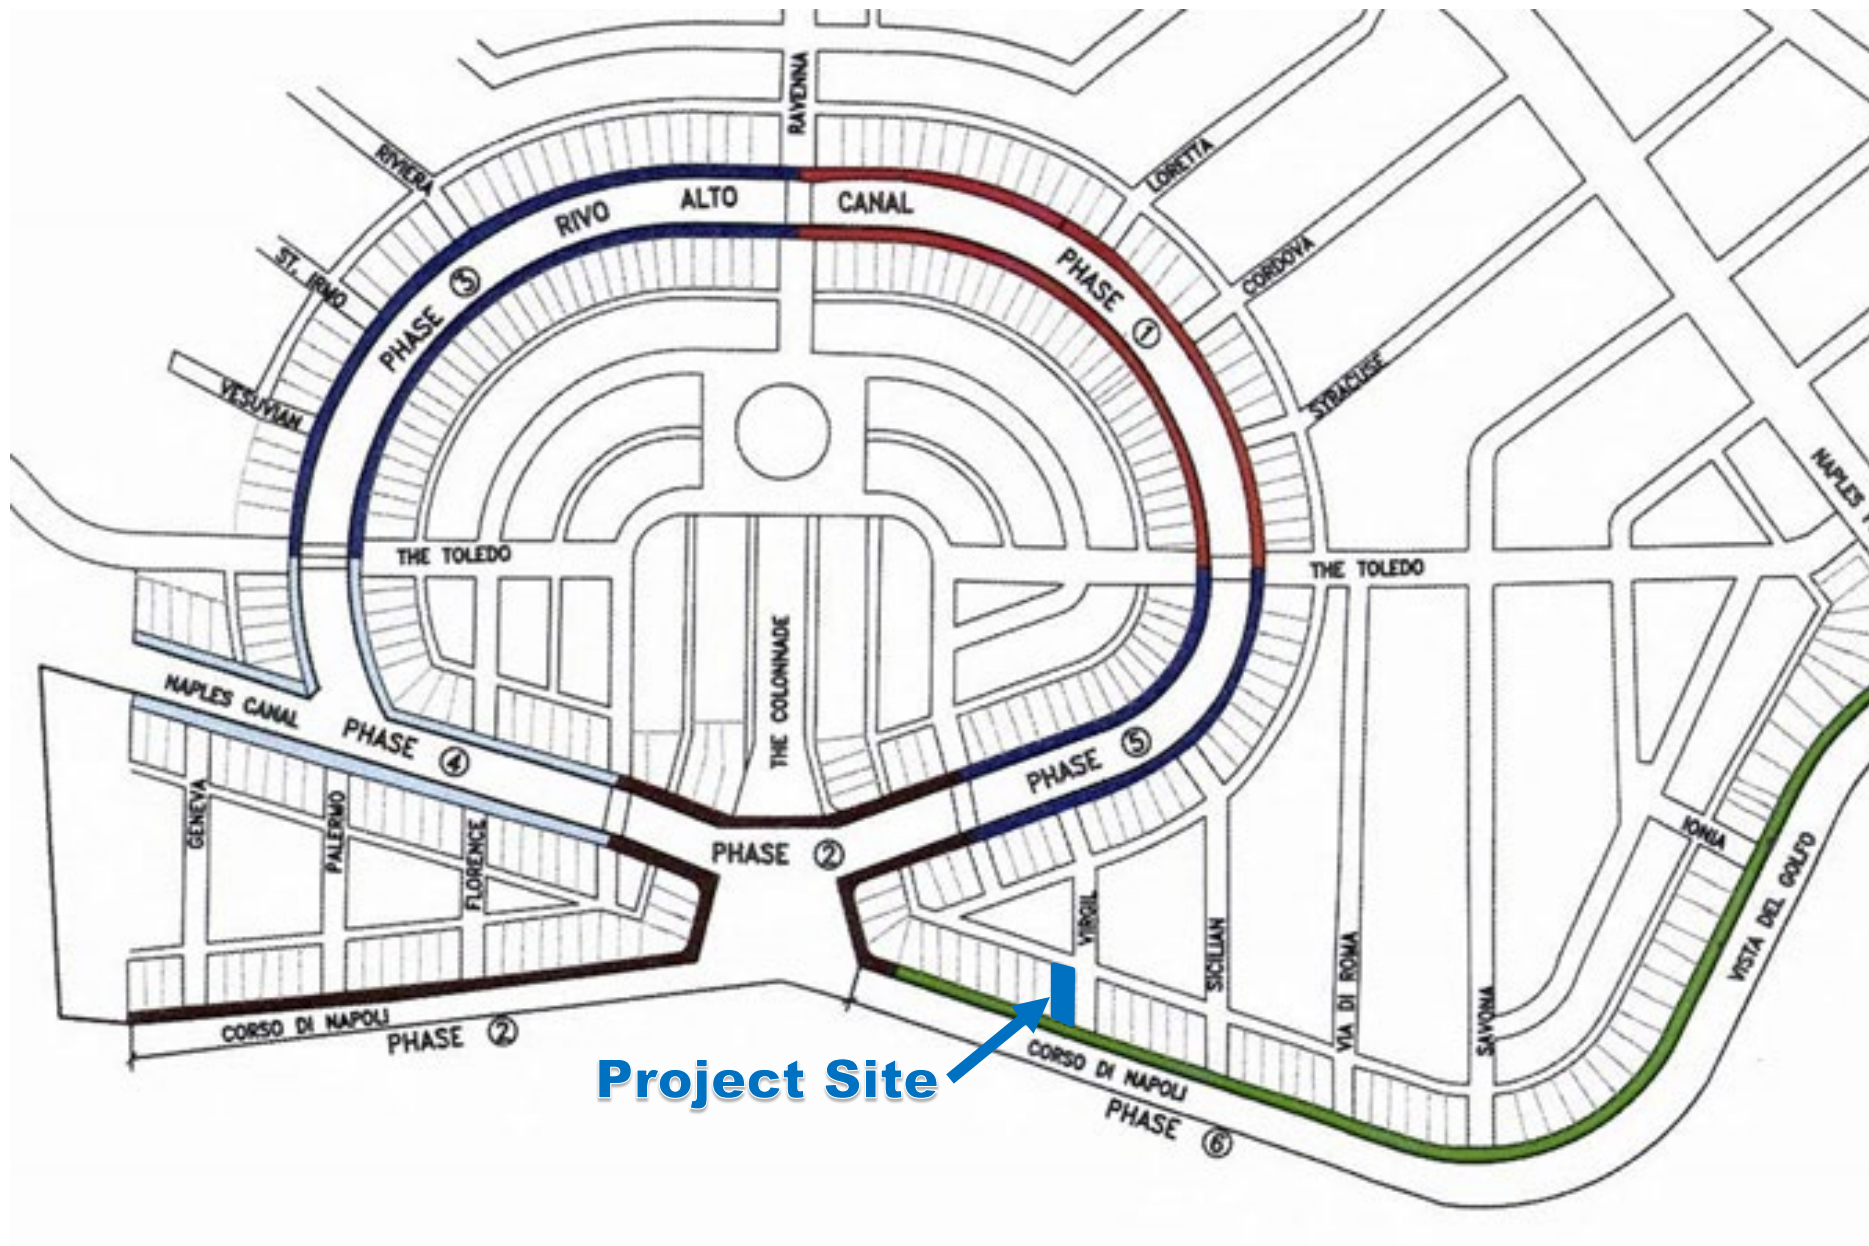 RAVENNA
RIVIERA
LORETTA
RIVO ALTO CANAL
ST. IRMO
CORDOVA
PHASE 3
PHASE 1
VESUVIAN
SYRACUSE
NAPLES
THE TOLEDO
THE TOLEDO
THE COLONNADE
NAPLES CANAL
PHASE 4
PHASE 5
GENEVA
PALERMO
FLORENCE
PHASE 2
IONIA
VISTA DEL GOLFO
VIRGIL
SICILIAN
VIA DI ROMA
SAVONA
CORSO DI NAPOLI
PHASE 2
Project Site
CORSO DI NAPOLI
PHASE 6